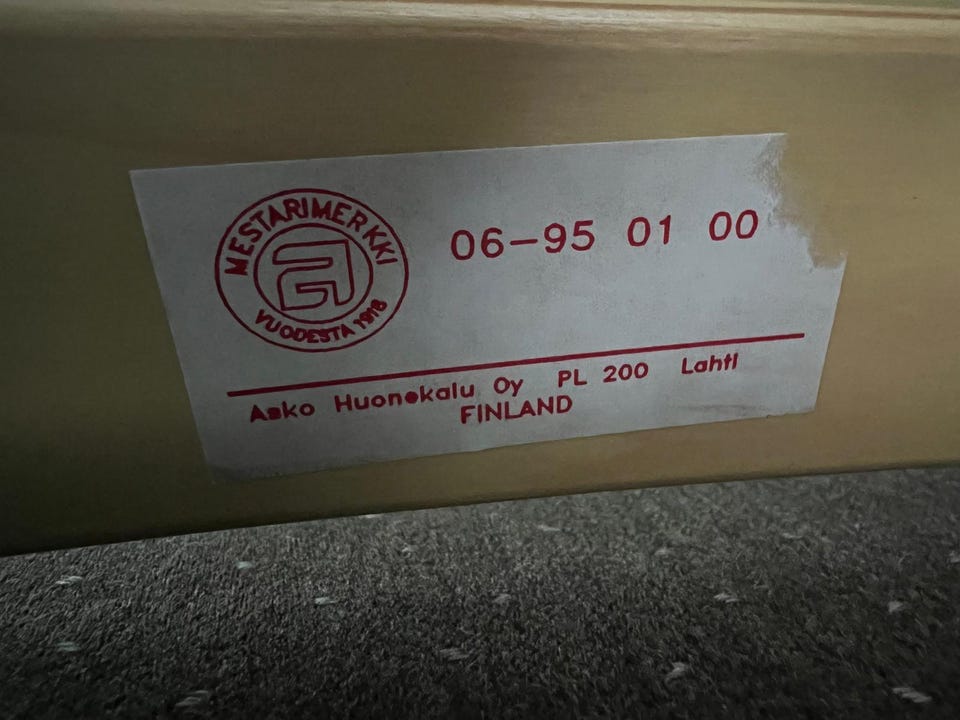 MESTARIMERKKI
a
VUODESTA 1918
06-95 01 00
Asko Huonekalu Oy PL 200 Lahti
FINLAND